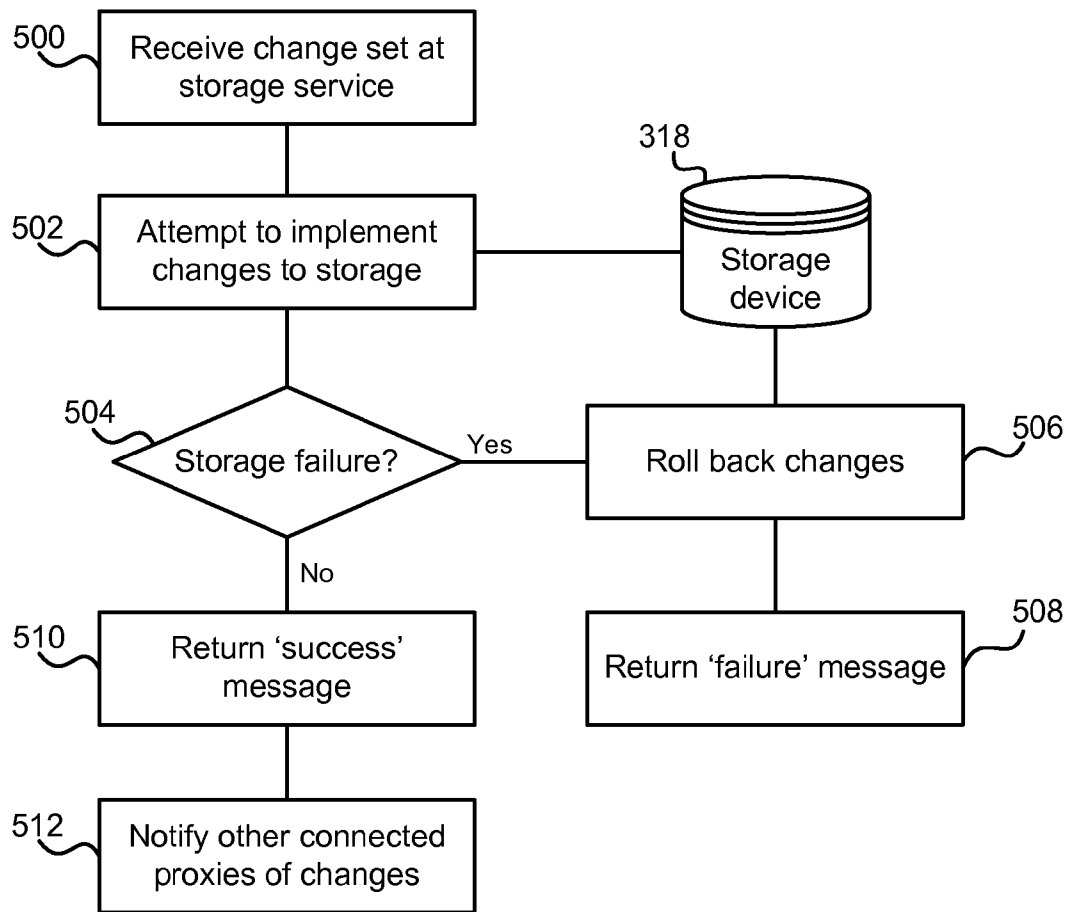 500
Receive change set at
storage service
318
502
Attempt to implement
changes to storage
Storage
device
504
Storage failure?
Yes
506
Roll back changes
No
510
Return ‘success’
message
508
Return ‘failure’ message
512
Notify other connected
proxies of changes